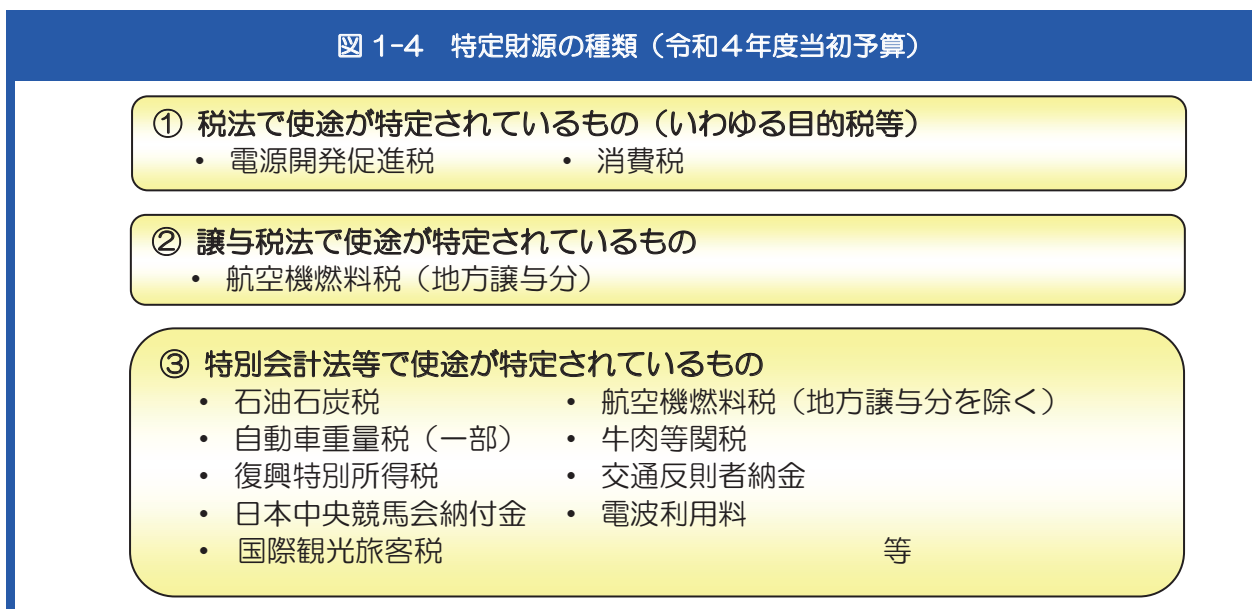 図 1-4 特定財源の種類（令和４年度当初予算）
① 税法で使途が特定されているもの（いわゆる目的税等）
・ 電源開発促進税 ・ 消費税
② 譲与税法で使途が特定されているもの
・ 航空機燃料税（地方譲与分）
③ 特別会計法等で使途が特定されているもの
・ 石油石炭税 ・ 航空機燃料税（地方譲与分を除く）
・ 自動車重量税（一部） ・ 牛肉等関税
・ 復興特別所得税 ・ 交通反則者納金
・ 日本中央競馬会納付金 ・ 電波利用料
・ 国際観光旅客税 等